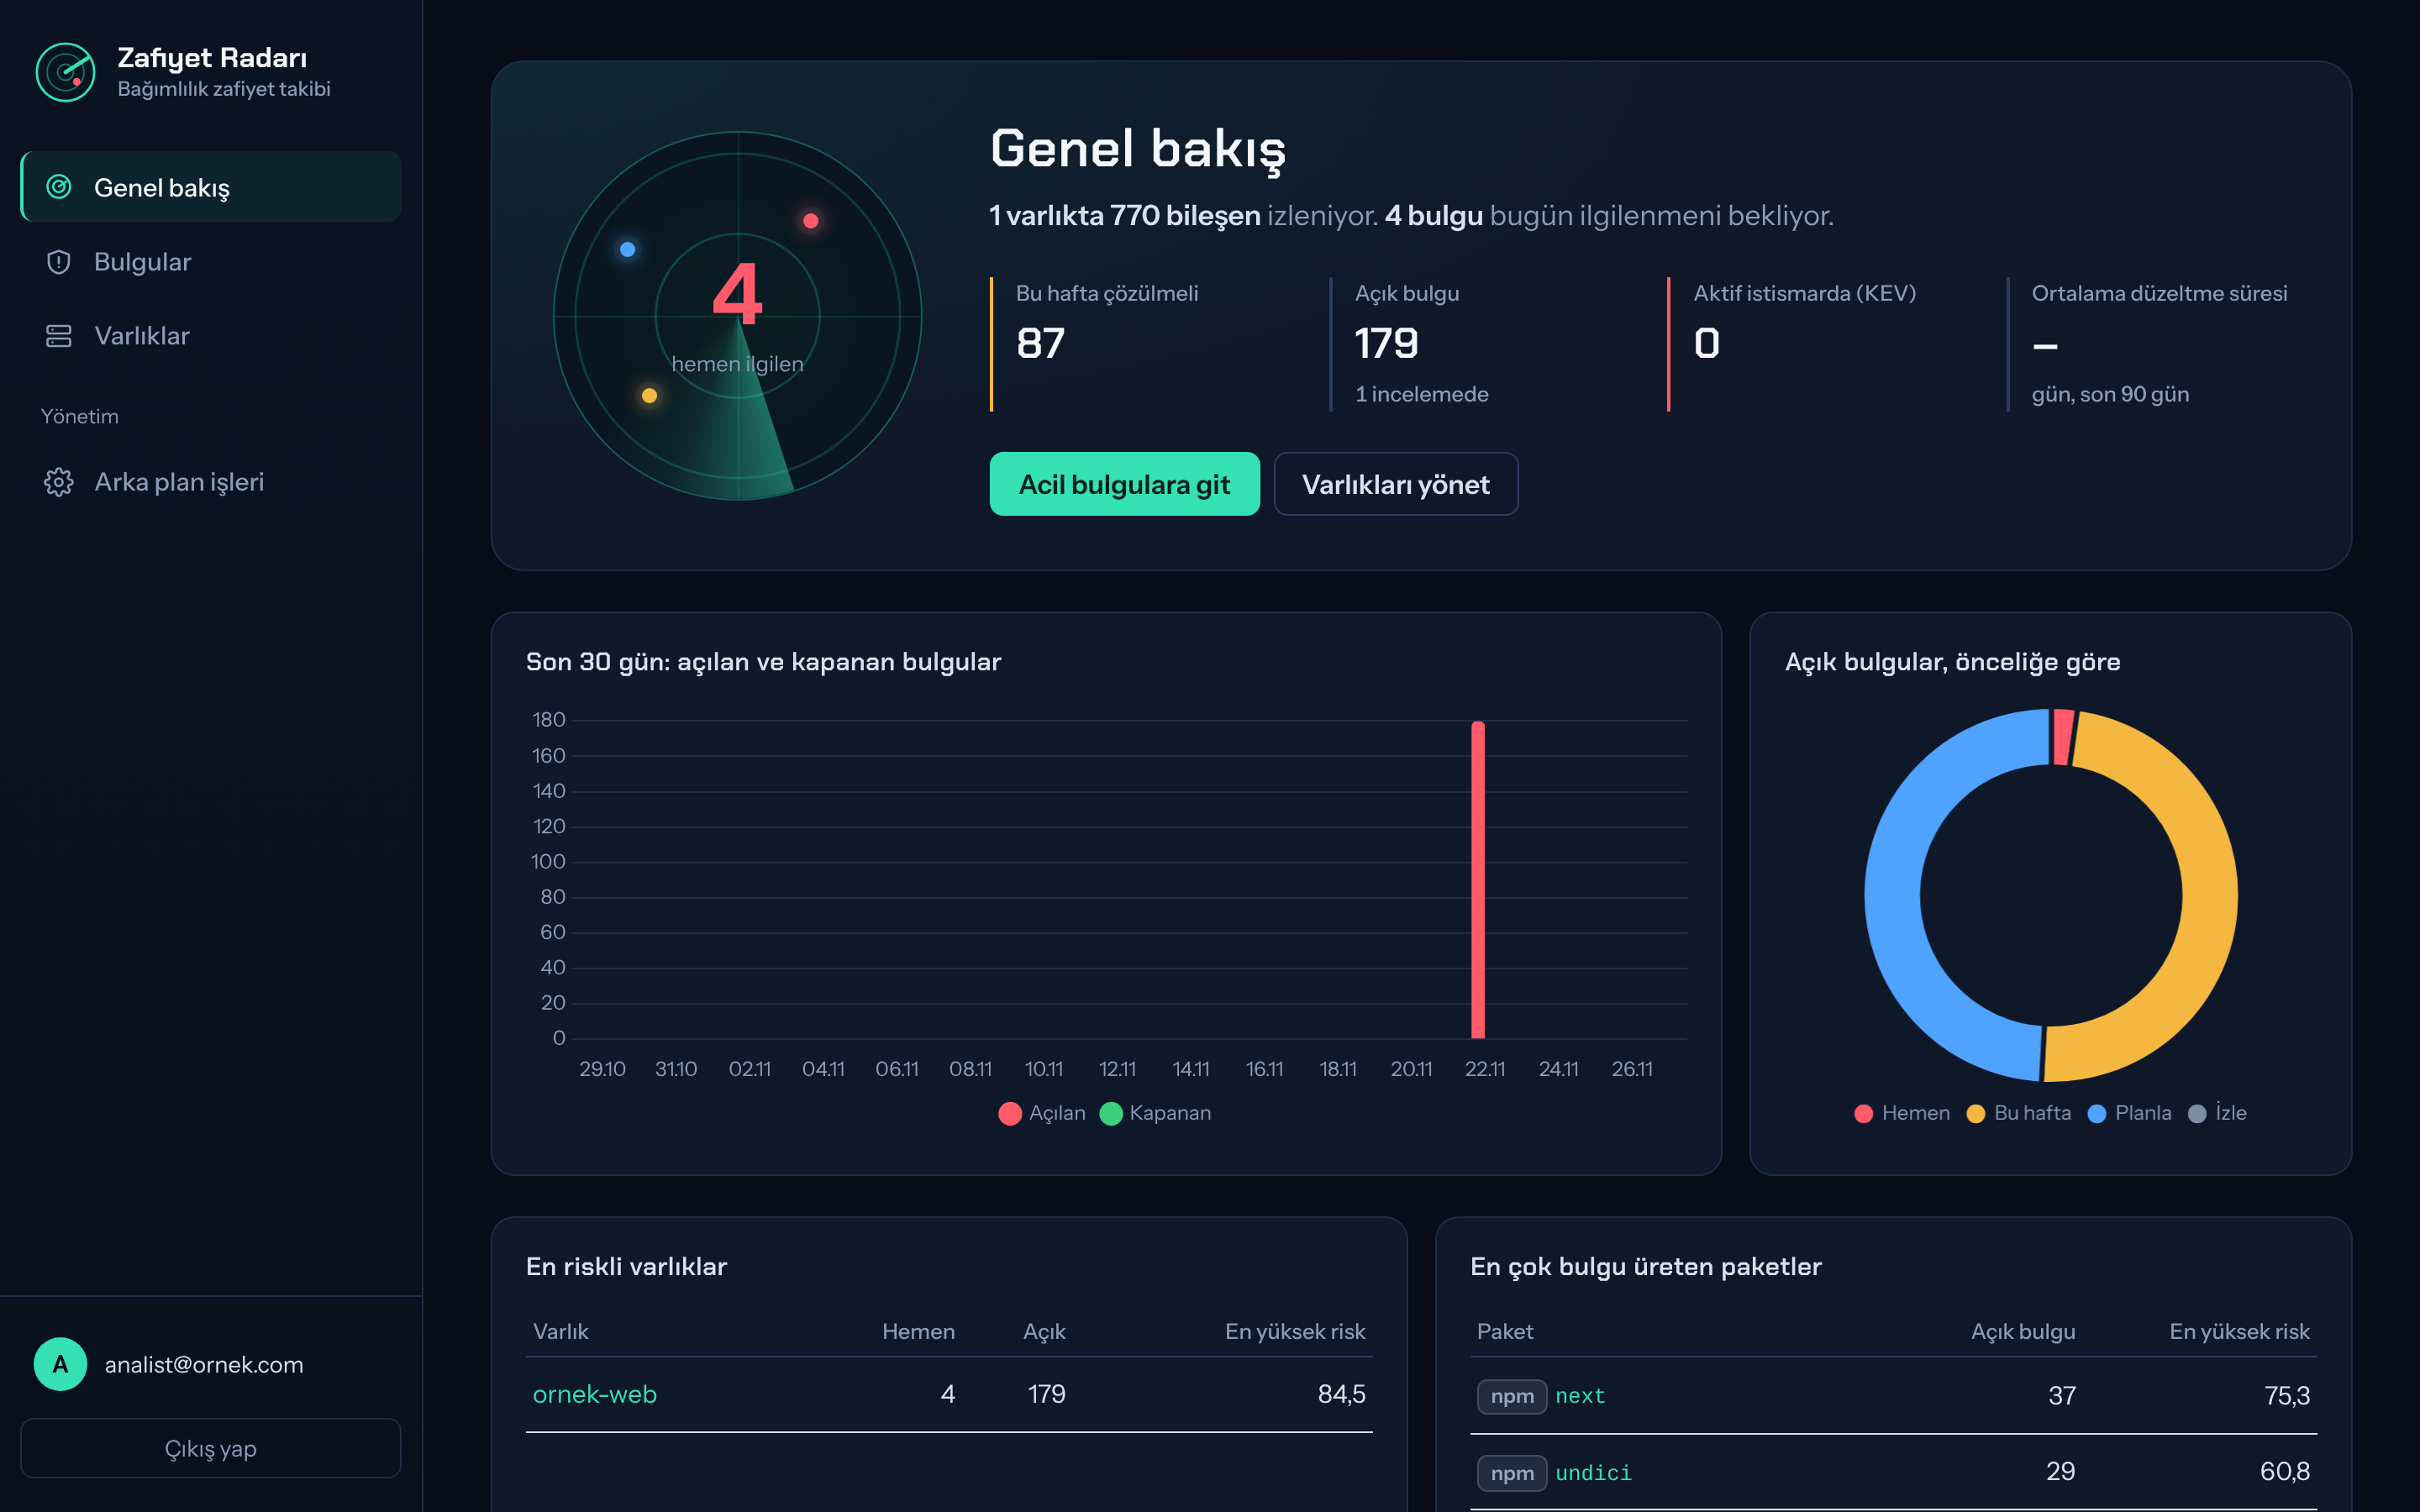 Zafiyet Radarı
Bağımlılık zafiyet takibi
Genel bakış
Bulgular
Varlıklar
Yönetim
Arka plan işleri
analist@ornek.com
A
Çıkış yap
4
hemen ilgilen
Genel bakış
1 varlıkta 770 bileşen izleniyor. 4 bulgu bugün ilgilenmeni bekliyor.
Bu hafta çözülmeli
87
Açık bulgu
179
1 incelemede
Aktif istismarda (KEV)
0
Ortalama düzeltme süresi
–
gün, son 90 gün
Acil bulgulara git
Varlıkları yönet
Son 30 gün: açılan ve kapanan bulgular
180
160
140
120
100
80
60
40
20
0
29.10 31.10 02.11 04.11 06.11 08.11 10.11 12.11 14.11 16.11 18.11 20.11 22.11 24.11 26.11
Açılan Kapanan
Açık bulgular, önceliğe göre
Hemen Bu hafta Planla İzle
En riskli varlıklar
Varlık Hemen Açık En yüksek risk
ornek-web 4 179 84,5
En çok bulgu üreten paketler
Paket Açık bulgu En yüksek risk
npm next 37 75,3
npm undici 29 60,8